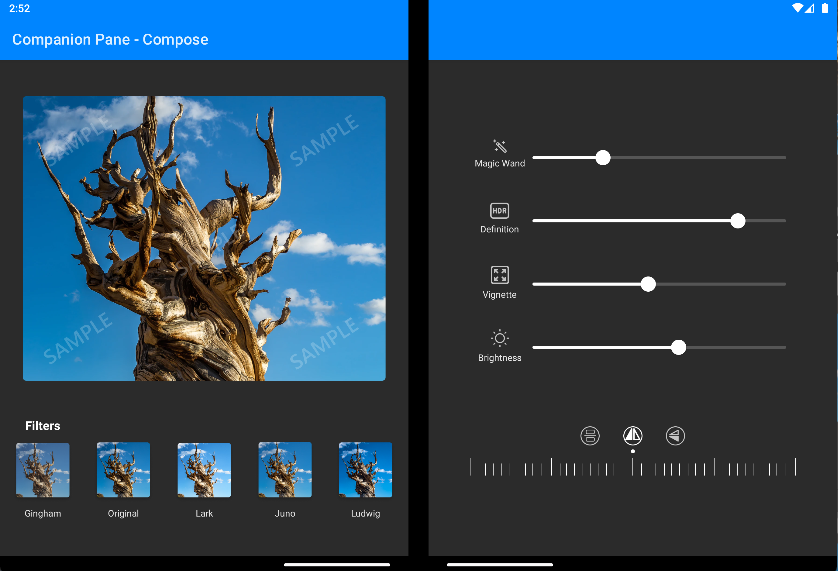 2:52
Companion Pane - Compose
SAMPLE
SAMPLE
SAMPLE
SAMPLE
Filters
Gingham
Original
Lark
Juno
Ludwig
Magic Wand
HDR
Definition
Vignette
Brightness